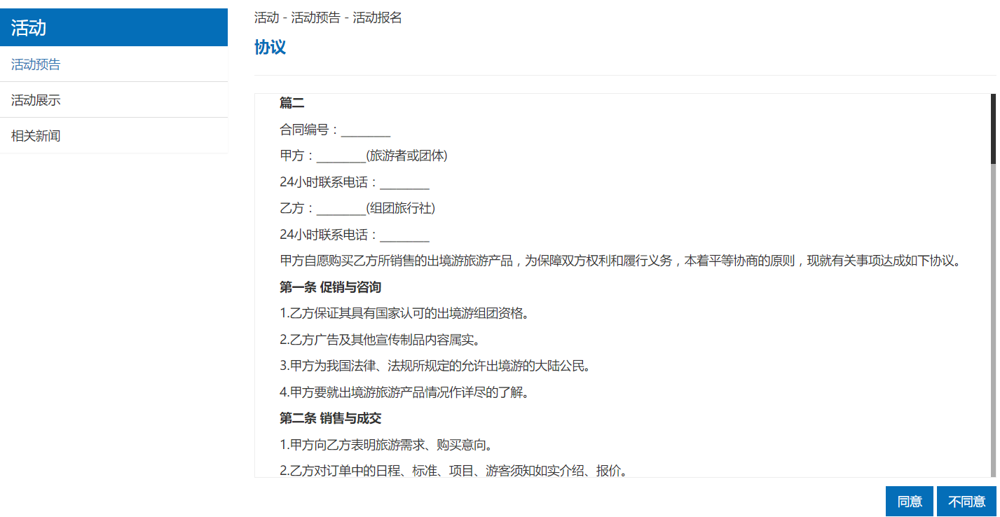 活动
活动预告
活动展示
相关新闻
活动 - 活动预告 - 活动报名
协议
篇二
合同编号：________
甲方：________(旅游者或团体)
24小时联系电话：________
乙方：________(组团旅行社)
24小时联系电话：________
甲方自愿购买乙方所销售的出境游旅游产品，为保障双方权利和履行义务，本着平等协商的原则，现就有关事项达成如下协议。
第一条 促销与咨询
1.乙方保证其具有国家认可的出境游组团资格。
2.乙方广告及其他宣传制品内容属实。
3.甲方为我国法律、法规所规定的允许出境游的大陆公民。
4.甲方要就出境游旅游产品情况作详尽的了解。
第二条 销售与成交
1.甲方向乙方表明旅游需求、购买意向。
2.乙方对订单中的日程、标准、项目、游客须知如实介绍、报价。
同意
不同意